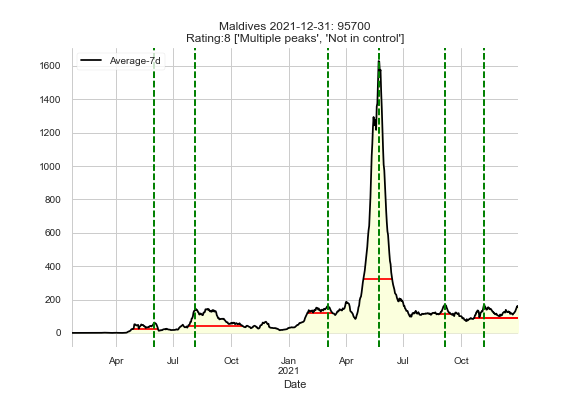 Maldives 2021-12-31: 95700
Rating:8 ['Multiple peaks', 'Not in control']
Average-7d
1600
1400
1200
1000
800
600
400
200
0
Apr Jul Oct Jan Apr Jul Oct
2021
Date